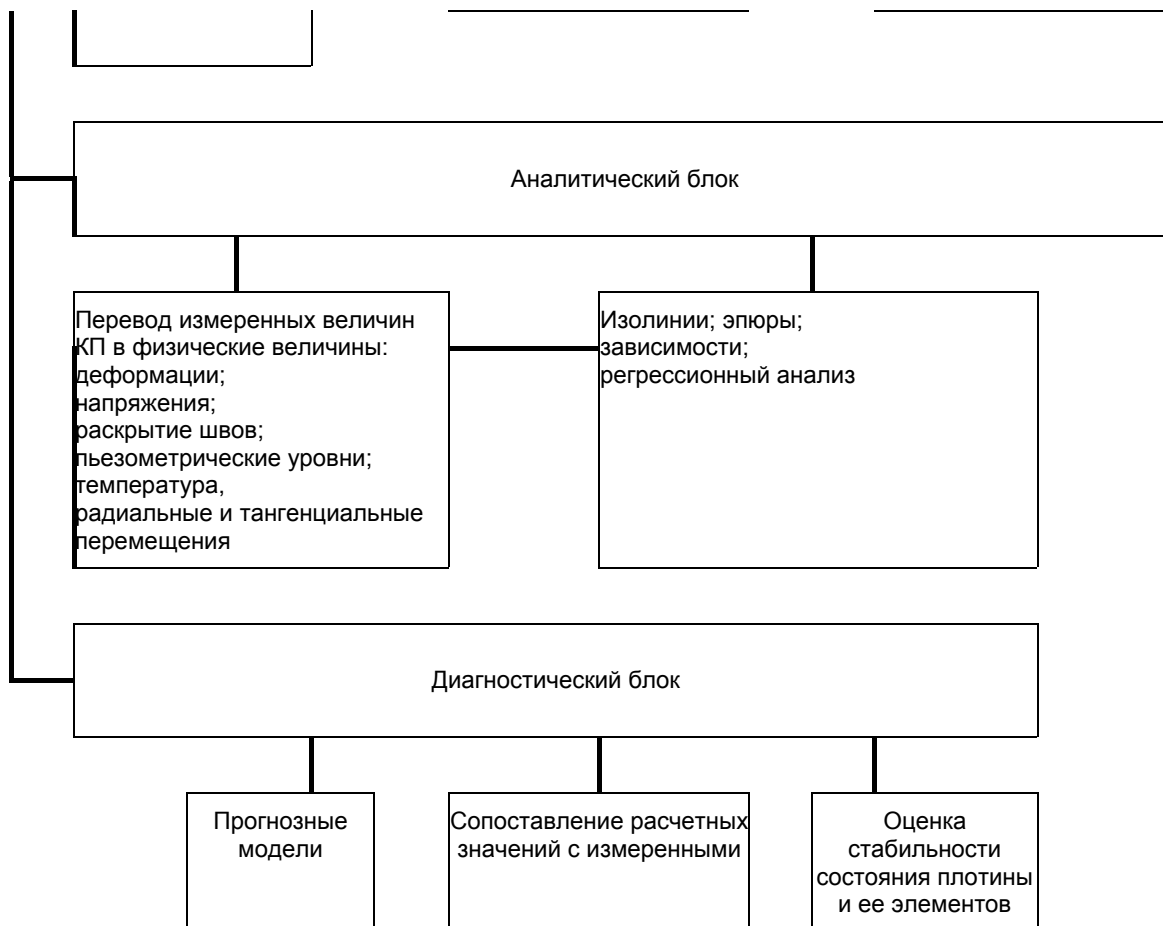 Аналитический блок
Перевод измеренных величин
КП в физические величины:
деформации;
напряжения;
раскрытие швов;
пьезометрические уровни;
температура,
радиальные и тангенциальные
перемещения
Изолинии; эпюры;
зависимости;
регрессионный анализ
Диагностический блок
Прогнозные
модели
Сопоставление расчетных
значений с измеренными
Оценка
стабильности
состояния плотины
и ее элементов